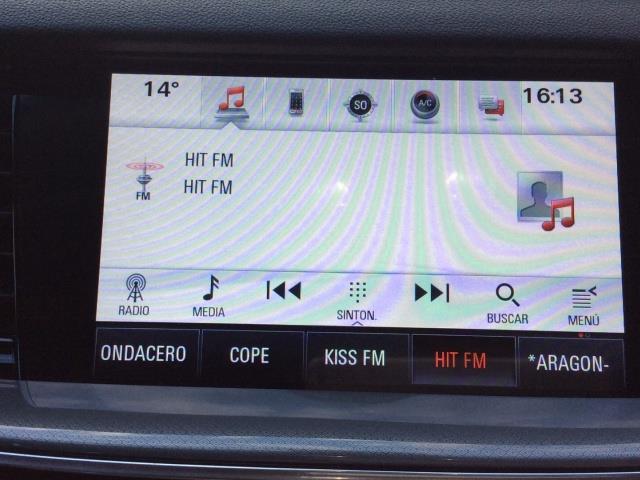 14° SO A/C 16:13
HIT FM
HIT FM
FM
RADIO MEDIA SINTON. BUSCAR MENÚ
ONDACERO COPE KISS FM HIT FM *ARAGON-